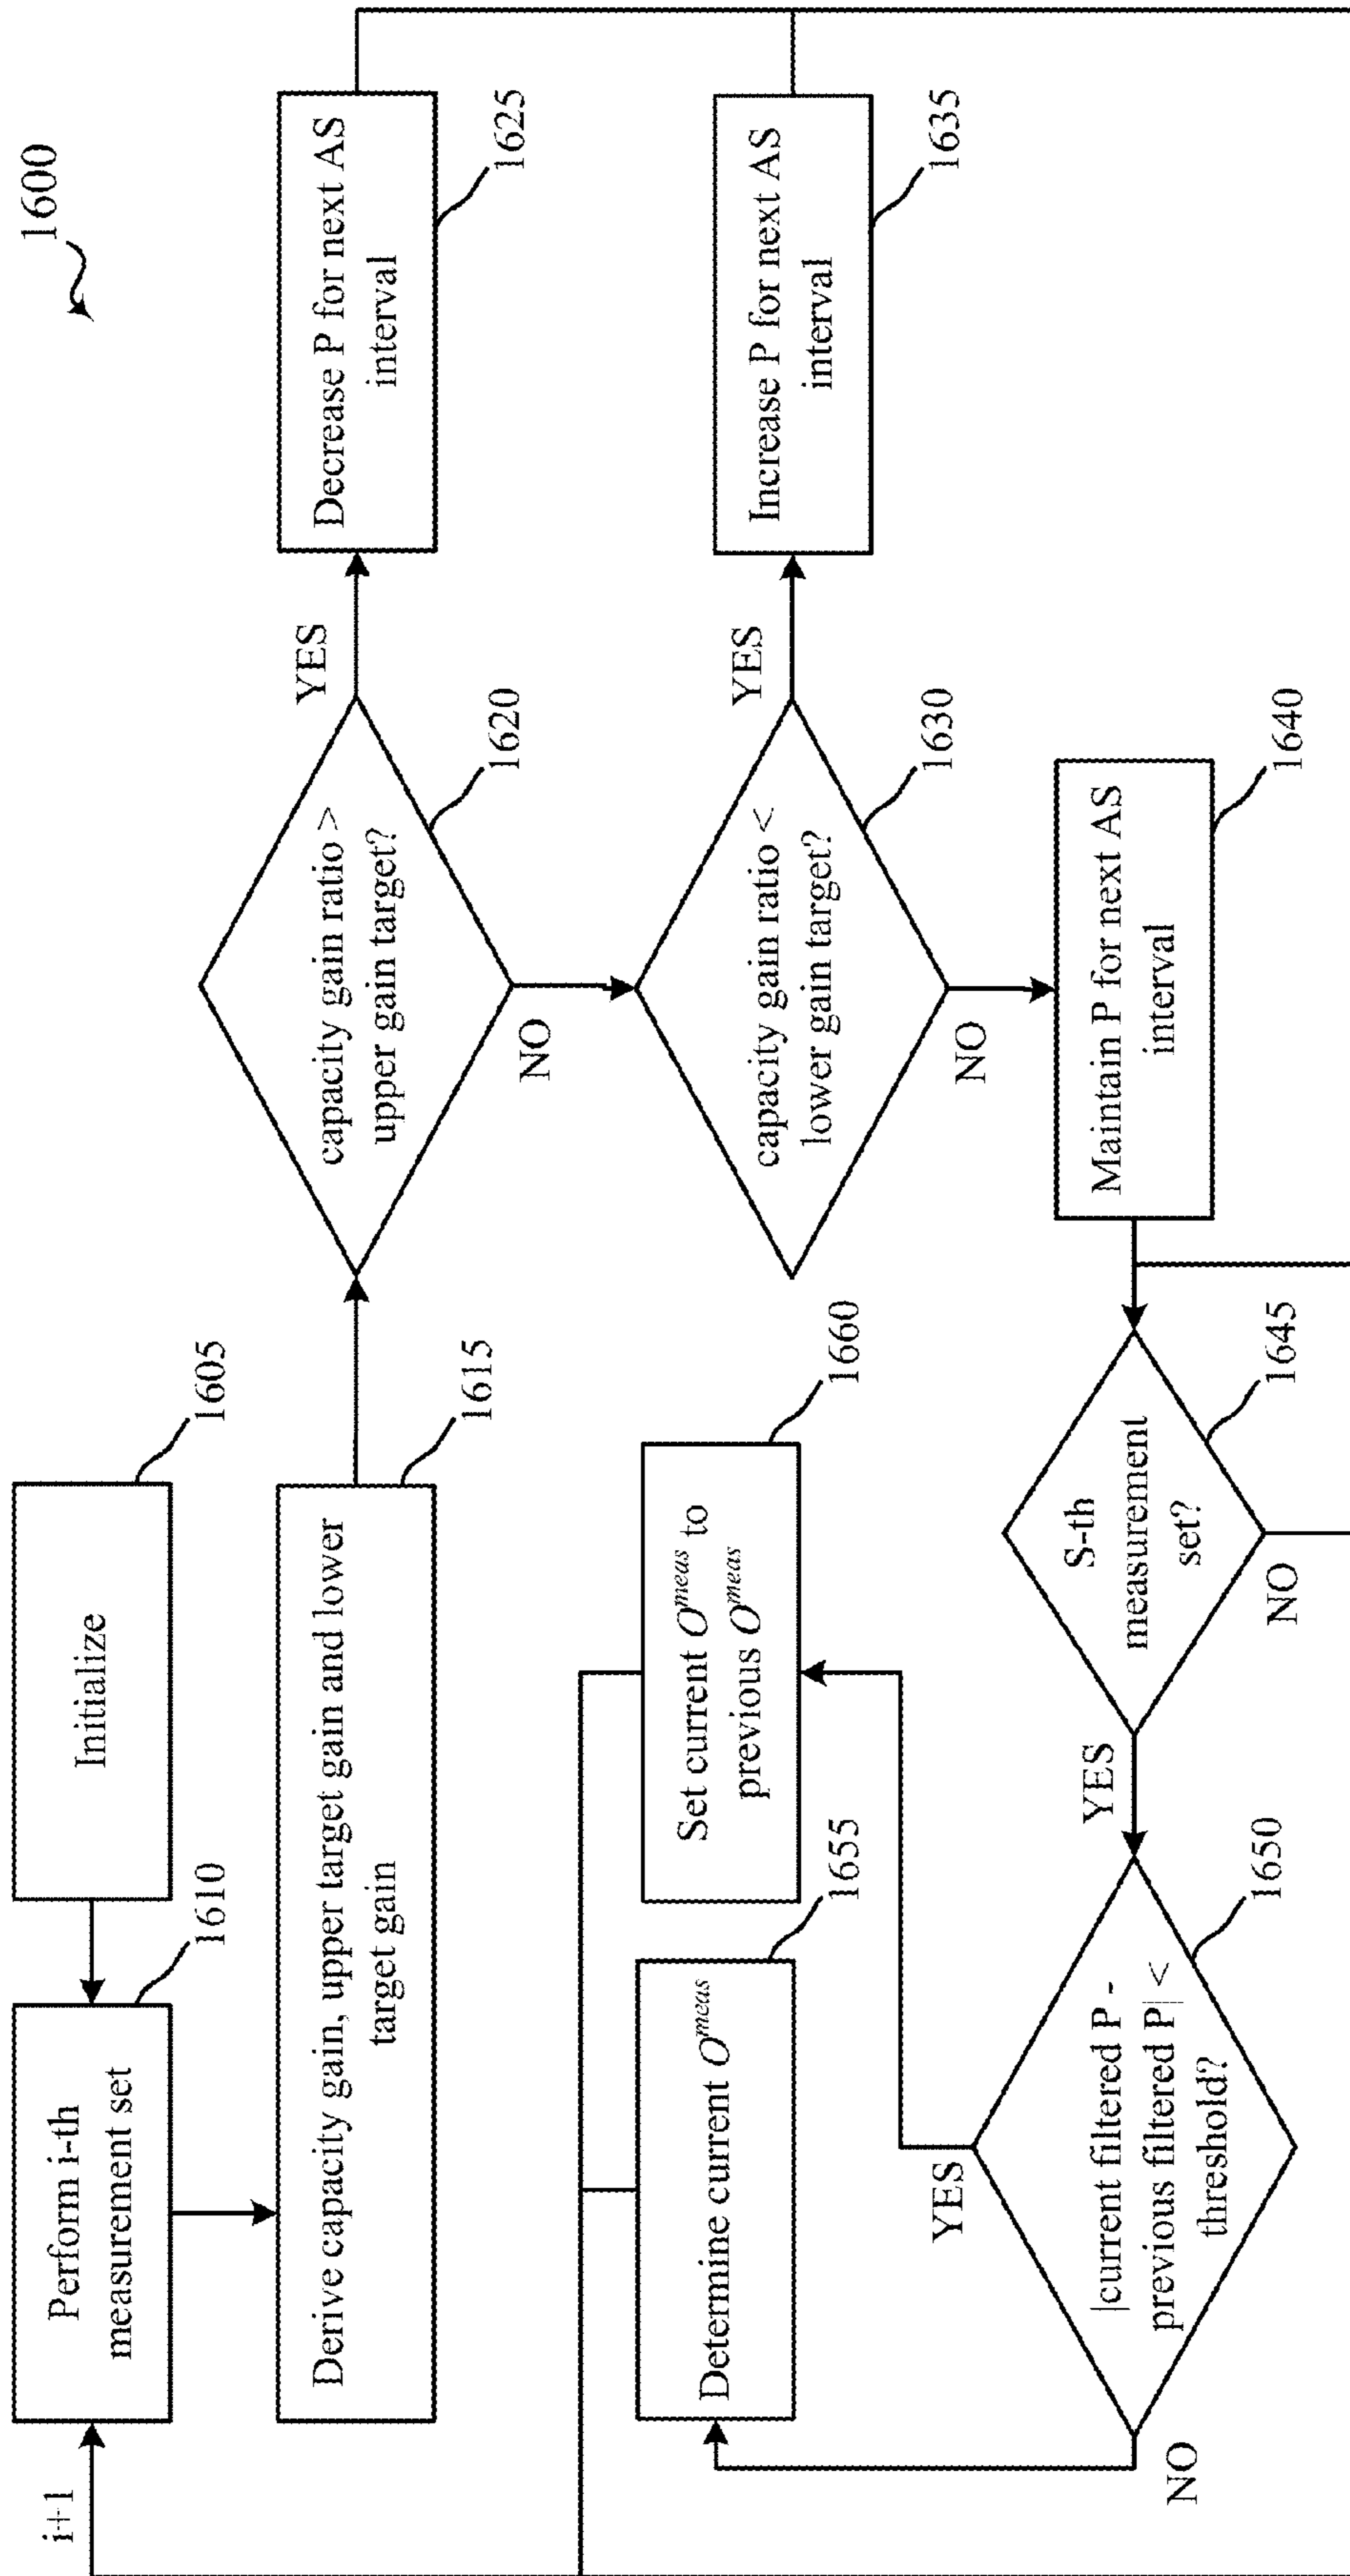 1600
Initialize
1605
i+1
Perform i-th
measurement set
1610
Derive capacity gain, upper target gain and lower
target gain
1615
capacity gain ratio >
upper gain target?
1620
YES
Decrease P for next AS
interval
1625
NO
capacity gain ratio <
lower gain target?
1630
YES
Increase P for next AS
interval
1635
NO
Maintain P for next AS
interval
1640
S-th
measurement
set?
1645
NO
YES
|current filtered P -
previous filtered P| <
threshold?
1650
NO
YES
Determine current O^meas
1655
Set current O^meas to
previous O^meas
1660